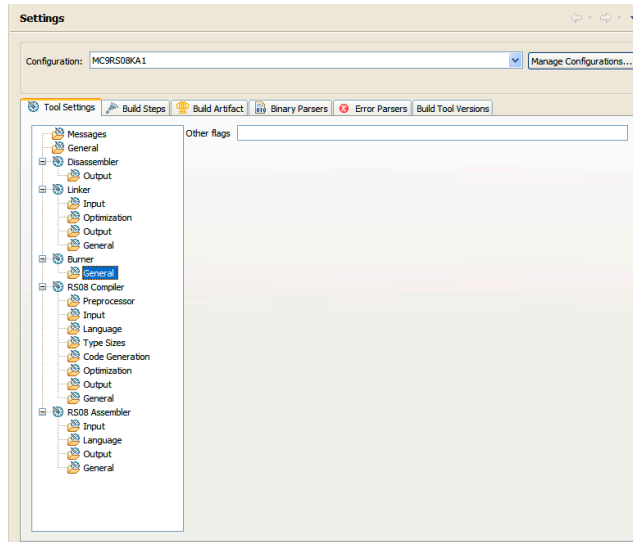 Settings
Configuration: MC9RS08KA1 Manage Configurations...
Tool Settings Build Steps Build Artifact Binary Parsers Error Parsers Build Tool Versions
Messages Other flags
General
Disassembler
Output
Linker
Input
Optimization
Output
General
Burner
General
RS08 Compiler
Preprocessor
Input
Language
Type Sizes
Code Generation
Optimization
Output
General
RS08 Assembler
Input
Language
Output
General